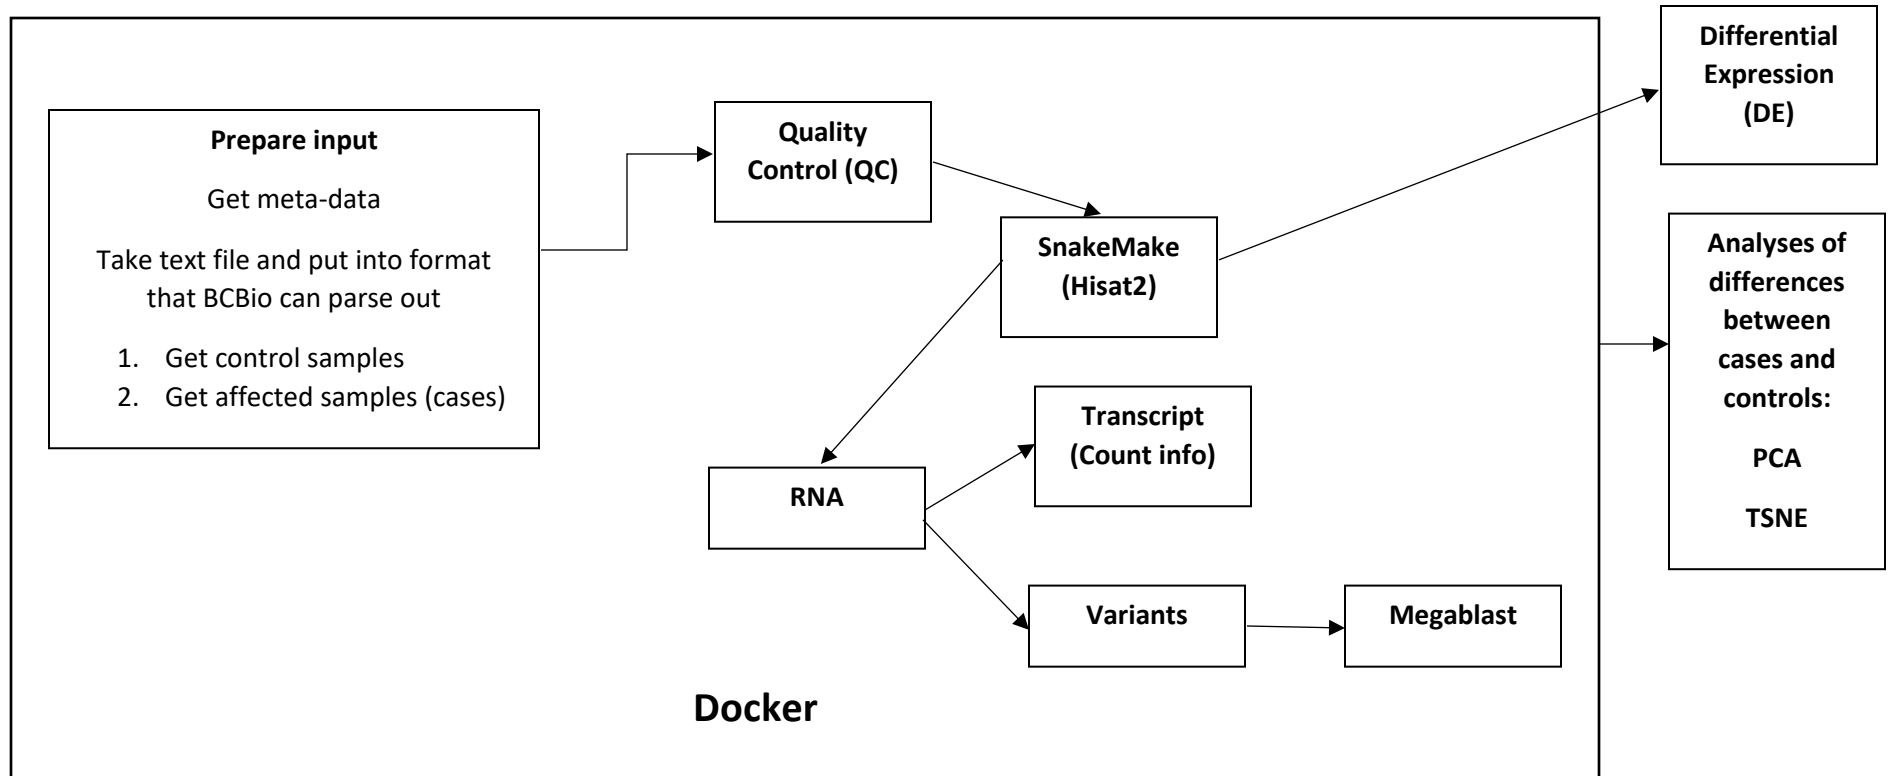 Prepare input
Get meta-data
Take text file and put into format
that BCBio can parse out
1. Get control samples
2. Get affected samples (cases)
Quality
Control (QC)
SnakeMake
(Hisat2)
RNA
Transcript
(Count info)
Variants
Megablast
Docker
Differential
Expression
(DE)
Analyses of
differences
between
cases and
controls:
PCA
TSNE